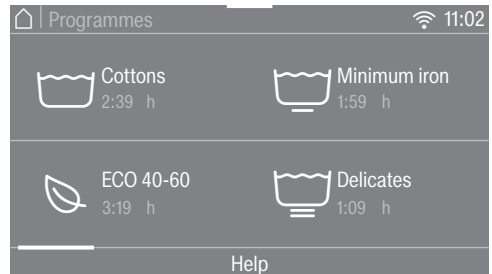 Programmes 11:02
Cottons
2:39 h
Minimum iron
1:59 h
ECO 40-60
3:19 h
Delicates
1:09 h
Help